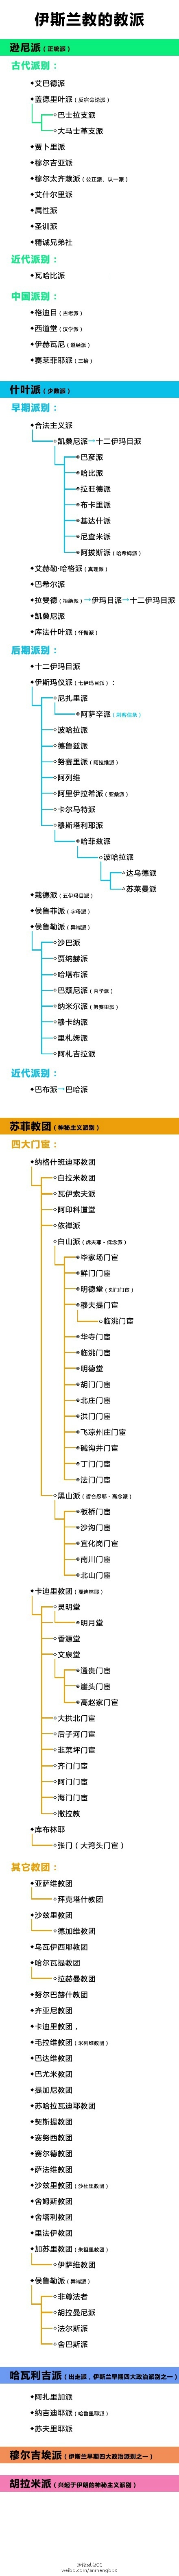 伊斯兰教的教派
逊尼派（正统派）
古代派别：
艾巴德派
盖德里叶派（反宿命论派）
巴士拉支派
大马士革支派
贾卜里派
穆尔吉亚派
穆尔太齐赖派（公正派、认一派）
艾什尔里派
属性派
圣训派
精诚兄弟社
近代派别：
瓦哈比派
中国派别：
格迪目（古老派）
西道堂（汉学派）
伊赫瓦尼（遵经派）
赛莱菲耶派（三抬）
什叶派（少数派）
早期派别：
合法主义派
凯桑尼派→十二伊玛目派
巴彦派
哈比派
拉旺德派
布卡里派
基达什派
尼查米派
阿拔斯派（哈希姆派）
艾赫勒·哈格派（真理派）
巴希尔派
拉斐德（拒绝派）→伊玛目派→十二伊玛目派
凯桑尼派
库法什叶派（忏悔派）
后期派别：
十二伊玛目派
伊斯玛仪派（七伊玛目派）：
尼扎里派
阿萨辛派（刺客信条）
波哈拉派
德鲁兹派
努赛里派（阿拉维派）
阿列维
阿里伊拉希派（亚桑派）
卡尔马特派
穆斯塔利耶派
哈菲兹派
波哈拉派
达乌德派
苏莱曼派
栽德派（五伊玛目派）
侯鲁菲派（字母派）
侯鲁勒派（异端派）
沙巴派
贾纳赫派
哈塔布派
巴颓尼派（内学派）
纳米尔派（努赛里派）
穆卡纳派
里札姆派
阿札吉拉派
近代派别：
巴布派→巴哈派
苏菲教团（神秘主义派别）
四大门宦：
纳格什班迪耶教团
白拉米教团
瓦伊索夫派
依禅派
阿印科道堂
白山派（虎夫耶-低念派）
毕家场门宦
鲜门门宦
明德堂（刘门门宦）
穆夫提门宦
临洮门宦
华寺门宦
临洮门宦
明德堂
胡门门宦
北庄门宦
洪门门宦
飞凉州庄门宦
碱沟井门宦
丁门门宦
法门门宦
黑山派（哲合忍耶-高念派）
板桥门宦
沙沟门宦
宣化岗门宦
南川门宦
北山门宦
卡迪里教团（嘎迪林耶）
灵明堂
明月堂
香源堂
文泉堂
通贵门宦
崖头门宦
高赵家门宦
大拱北门宦
后子河门宦
韭菜坪门宦
齐门门宦
阿门门宦
海门门宦
撒拉教
库布林耶
张门（大湾头门宦）
其它教团：
亚萨维教团
拜克塔什教团
沙兹里教团
德加维教团
乌瓦伊西耶教团
哈尔瓦提教团
拉赫曼教团
努尔巴赫什教团
齐亚尼教团
卡迪里教团，
毛拉维教团（米列维教团）
巴达维教团
巴尤米教团
提加尼教团
苏哈拉瓦迪耶教团
契斯提教团
赛努西教团
赛尔德教团
萨法维教团
沙兹里教团（沙杜里教团）
舍姆斯教团
舍塔利教团
里法伊教团
加苏里教团（朱祖里教团）
伊萨维教团
侯鲁勒派（异端派）
非尊法者
胡拉曼尼派
法尔斯派
舍巴斯派
哈瓦利吉派（出走派，伊斯兰早期四大政治派别之一）
阿扎里加派
纳吉迪耶派（哈鲁里耶派）
苏夫里耶派
穆尔吉埃派（伊斯兰早期四大政治派别之一）
胡拉米派（兴起于伊朗的神秘主义派别）